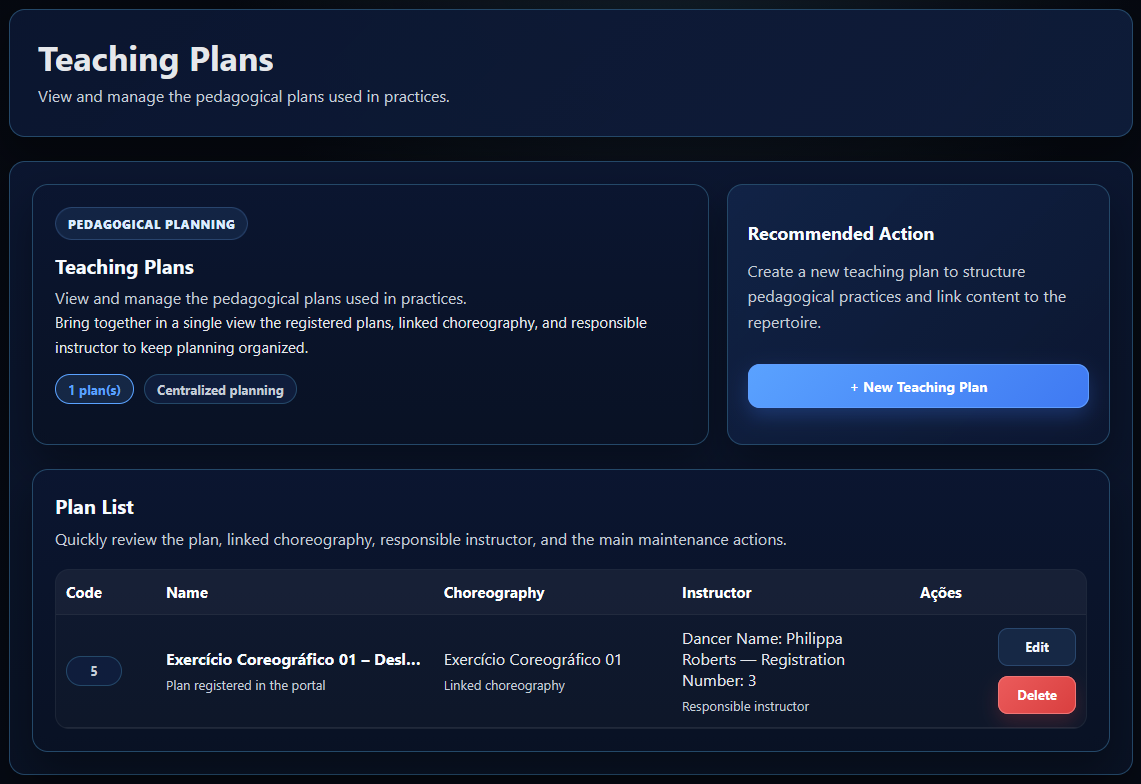 Teaching Plans
View and manage the pedagogical plans used in practices.
PEDAGOGICAL PLANNING
Teaching Plans
View and manage the pedagogical plans used in practices.
Bring together in a single view the registered plans, linked choreography, and responsible
instructor to keep planning organized.
1 plan(s)
Centralized planning
Recommended Action
Create a new teaching plan to structure
pedagogical practices and link content to the
repertoire.
+ New Teaching Plan
Plan List
Quickly review the plan, linked choreography, responsible instructor, and the main maintenance actions.
Code
Name
Choreography
Instructor
Ações
5
Exercício Coreográfico 01 – Desl...
Plan registered in the portal
Exercício Coreográfico 01
Linked choreography
Dancer Name: Philippa
Roberts — Registration
Number: 3
Responsible instructor
Edit
Delete